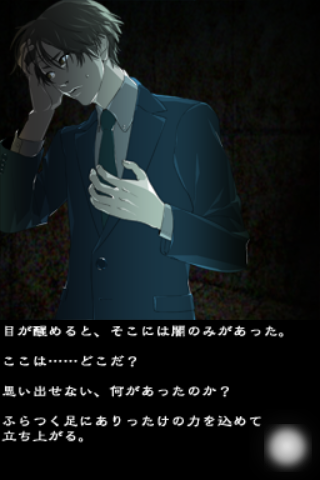 目が醒めると、そこには闇のみがあった。
ここは……どこだ？
思い出せない、何があったのか？
ふらつく足にありったけの力を込めて
立ち上がる。